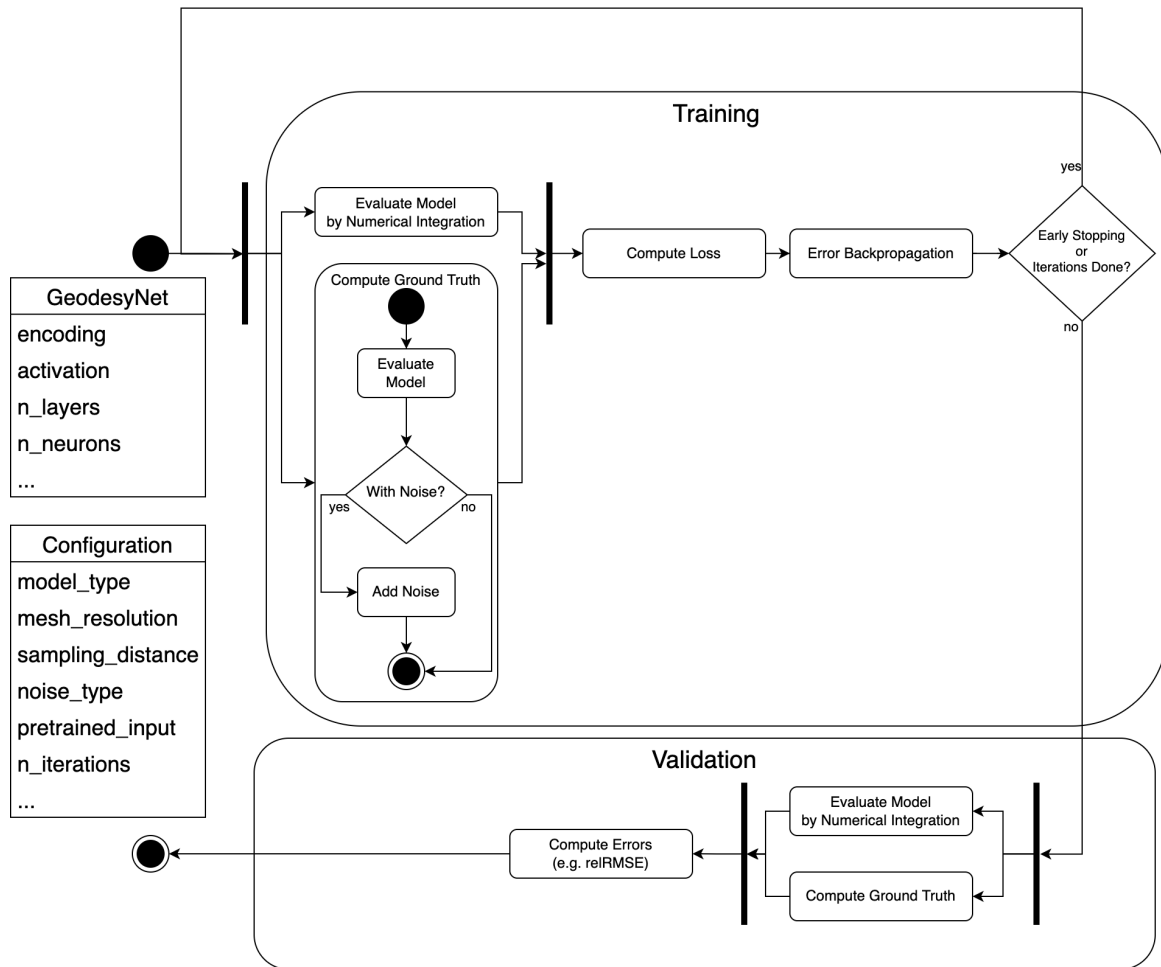 Training
yes
Evaluate Model
by Numerical Integration
Early Stopping
or
Iterations Done?
Compute Loss
Error Backpropagation
Compute Ground Truth
GeodesyNet
encoding
activation
n_layers
n_neurons
...
no
Evaluate
Model
With Noise?
yes
no
Add Noise
Configuration
model_type
mesh_resolution
sampling_distance
noise_type
pretrained_input
n_iterations
...
Validation
Evaluate Model
by Numerical Integration
Compute Errors
(e.g. relRMSE)
Compute Ground Truth